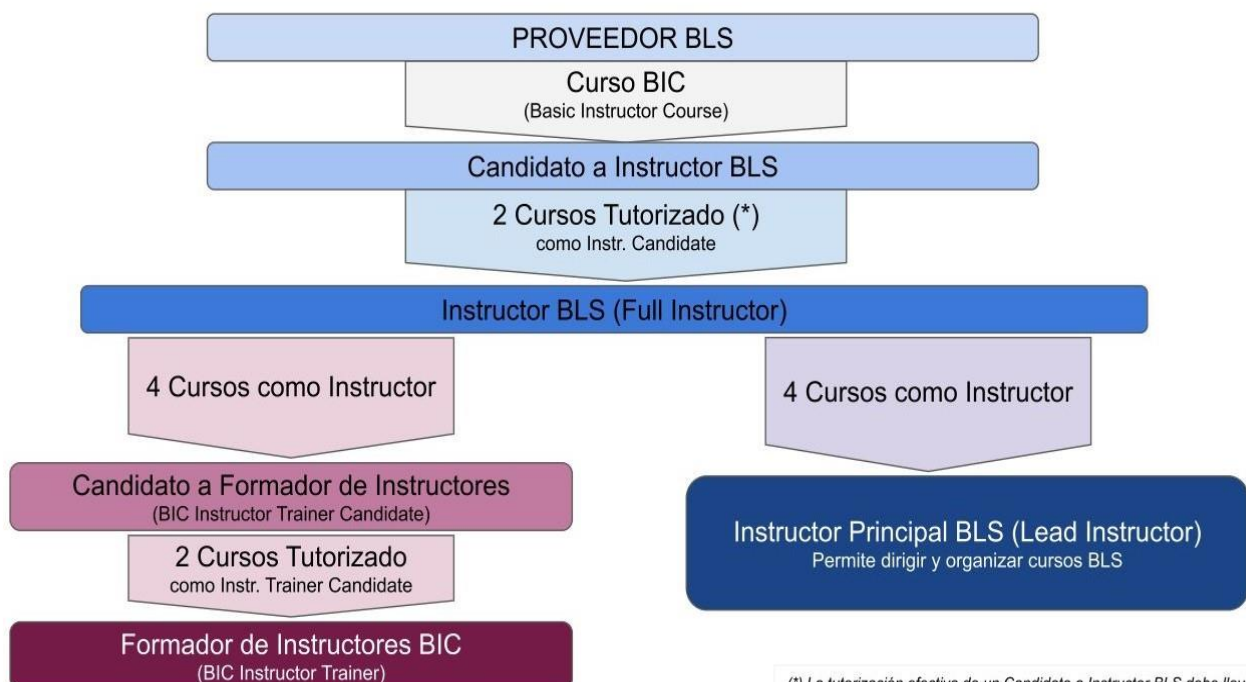 PROVEEDOR BLS
Curso BIC
(Basic Instructor Course)
Candidato a Instructor BLS
2 Cursos Tutorizado (*)
como Instr. Candidate
Instructor BLS (Full Instructor)
4 Cursos como Instructor
4 Cursos como Instructor
Candidato a Formador de Instructores
(BIC Instructor Trainer Candidate)
2 Cursos Tutorizado
como Instr. Trainer Candidate
Instructor Principal BLS (Lead Instructor)
Permite dirigir y organizar cursos BLS
Formador de Instructores BIC
(BIC Instructor Trainer)
(*) La tutorización efectiva de un Candidato a Instructor BLS debe